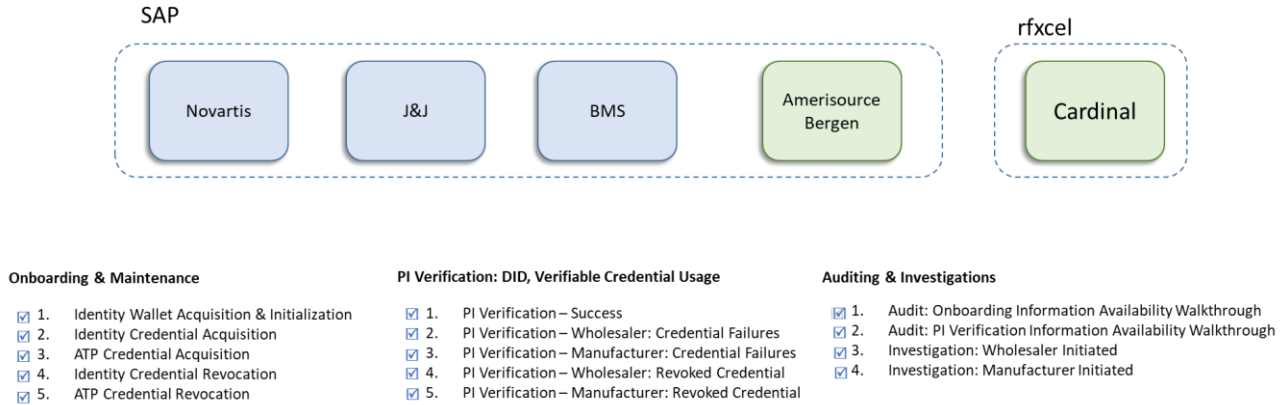 SAP
rfxcel
Novartis
J&J
BMS
Amerisource
Bergen
Cardinal
Onboarding & Maintenance
1. Identity Wallet Acquisition & Initialization
2. Identity Credential Acquisition
3. ATP Credential Acquisition
4. Identity Credential Revocation
5. ATP Credential Revocation
PI Verification: DID, Verifiable Credential Usage
1. PI Verification – Success
2. PI Verification – Wholesaler: Credential Failures
3. PI Verification – Manufacturer: Credential Failures
4. PI Verification – Wholesaler: Revoked Credential
5. PI Verification – Manufacturer: Revoked Credential
Auditing & Investigations
1. Audit: Onboarding Information Availability Walkthrough
2. Audit: PI Verification Information Availability Walkthrough
3. Investigation: Wholesaler Initiated
4. Investigation: Manufacturer Initiated